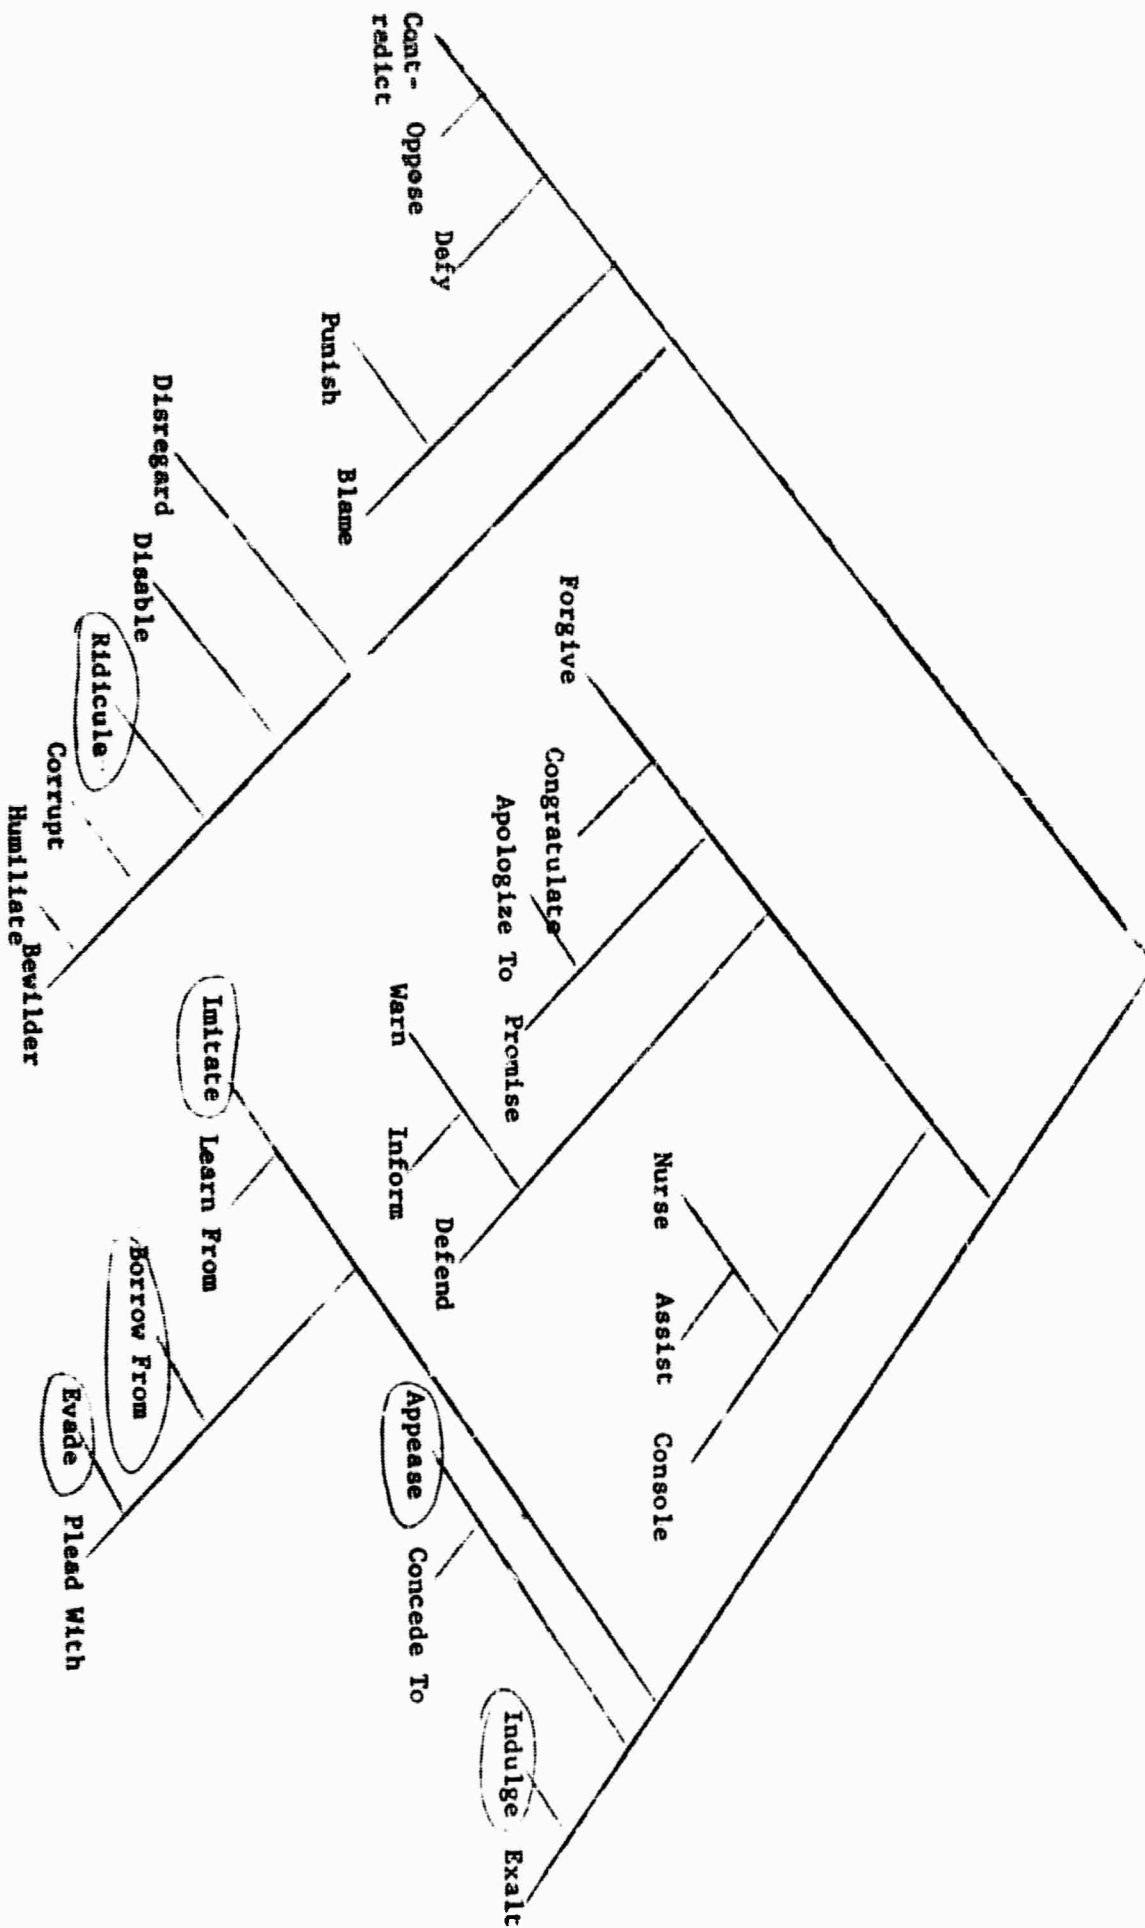 Cont-
radict
Oppose
Defy
Punish
Blame
Disregard
Disable
Ridicule
Corrupt
Humiliate
Bewilder
Forgive
Congratulate
Apologize To
Promise
Warn
Inform
Defend
Nurse
Assist
Console
Imitate
Learn From
Borrow From
Evade
Plead With
Appease
Concede To
Indulge
Exalt